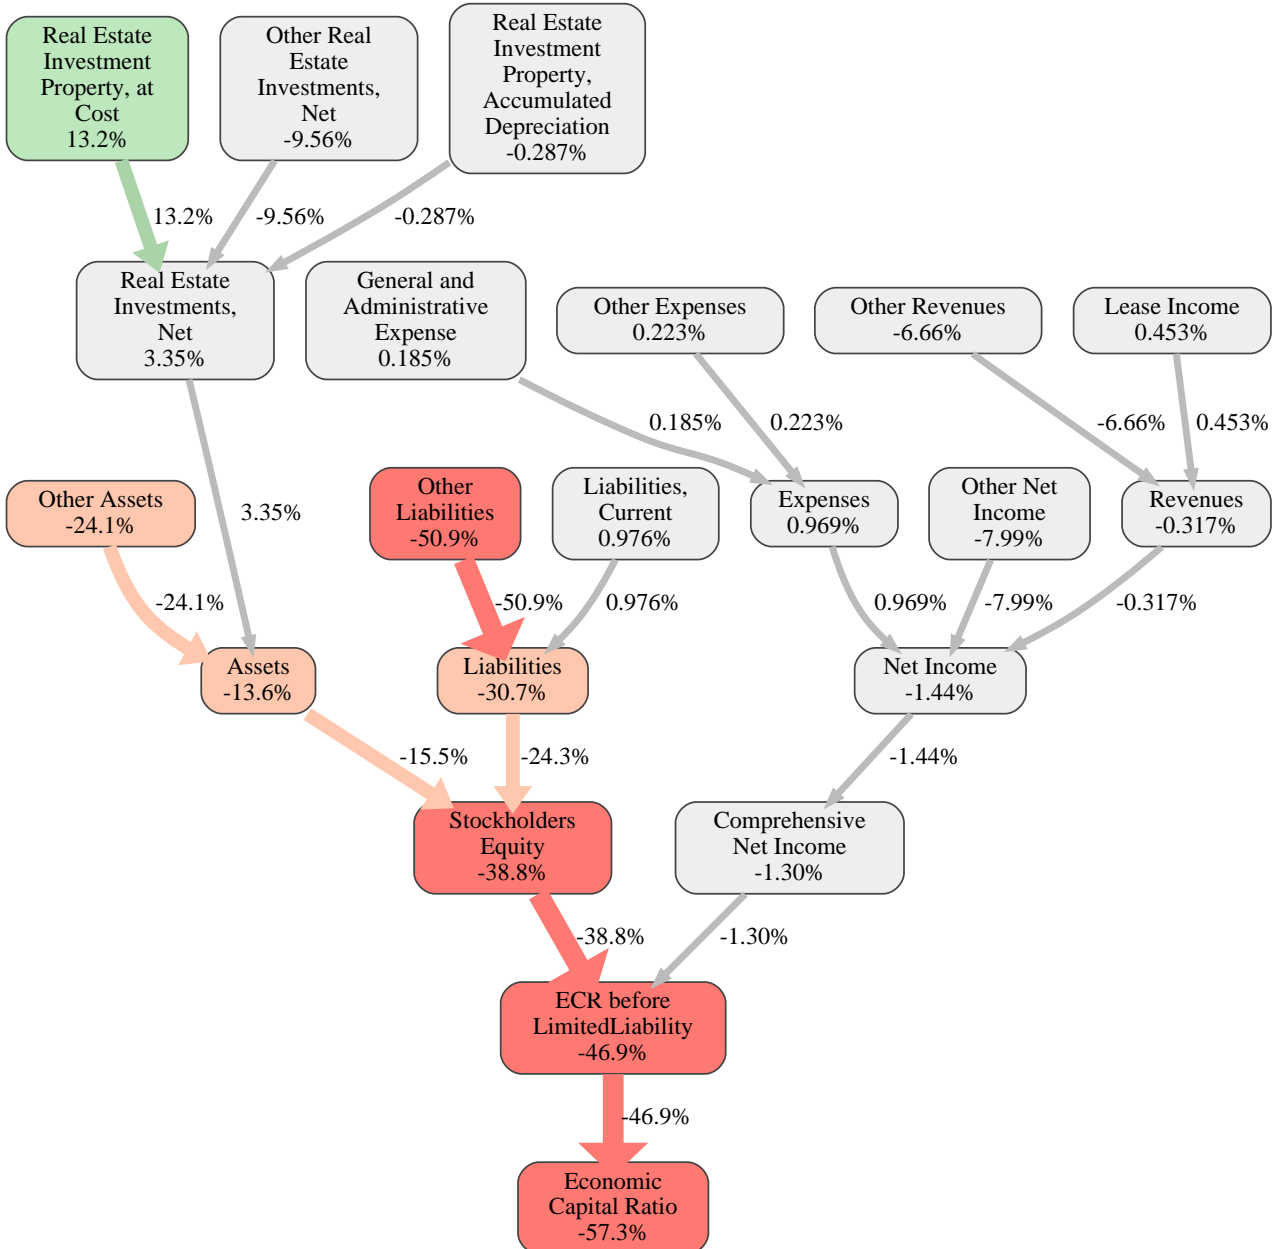 Real Estate
Investment
Property, at
Cost
13.2%
Other Real
Estate
Investments,
Net
-9.56%
Real Estate
Investment
Property,
Accumulated
Depreciation
-0.287%
13.2%
-9.56%
-0.287%
Real Estate
Investments,
Net
3.35%
General and
Administrative
Expense
0.185%
Other Expenses
0.223%
Other Revenues
-6.66%
Lease Income
0.453%
0.185%
0.223%
-6.66%
0.453%
Other Assets
-24.1%
3.35%
Other
Liabilities
-50.9%
Liabilities,
Current
0.976%
Expenses
0.969%
Other Net
Income
-7.99%
Revenues
-0.317%
-24.1%
-50.9%
0.976%
0.969%
-7.99%
-0.317%
Assets
-13.6%
Liabilities
-30.7%
Net Income
-1.44%
-15.5%
-24.3%
-1.44%
Stockholders
Equity
-38.8%
Comprehensive
Net Income
-1.30%
-38.8%
-1.30%
ECR before
LimitedLiability
-46.9%
-46.9%
Economic
Capital Ratio
-57.3%